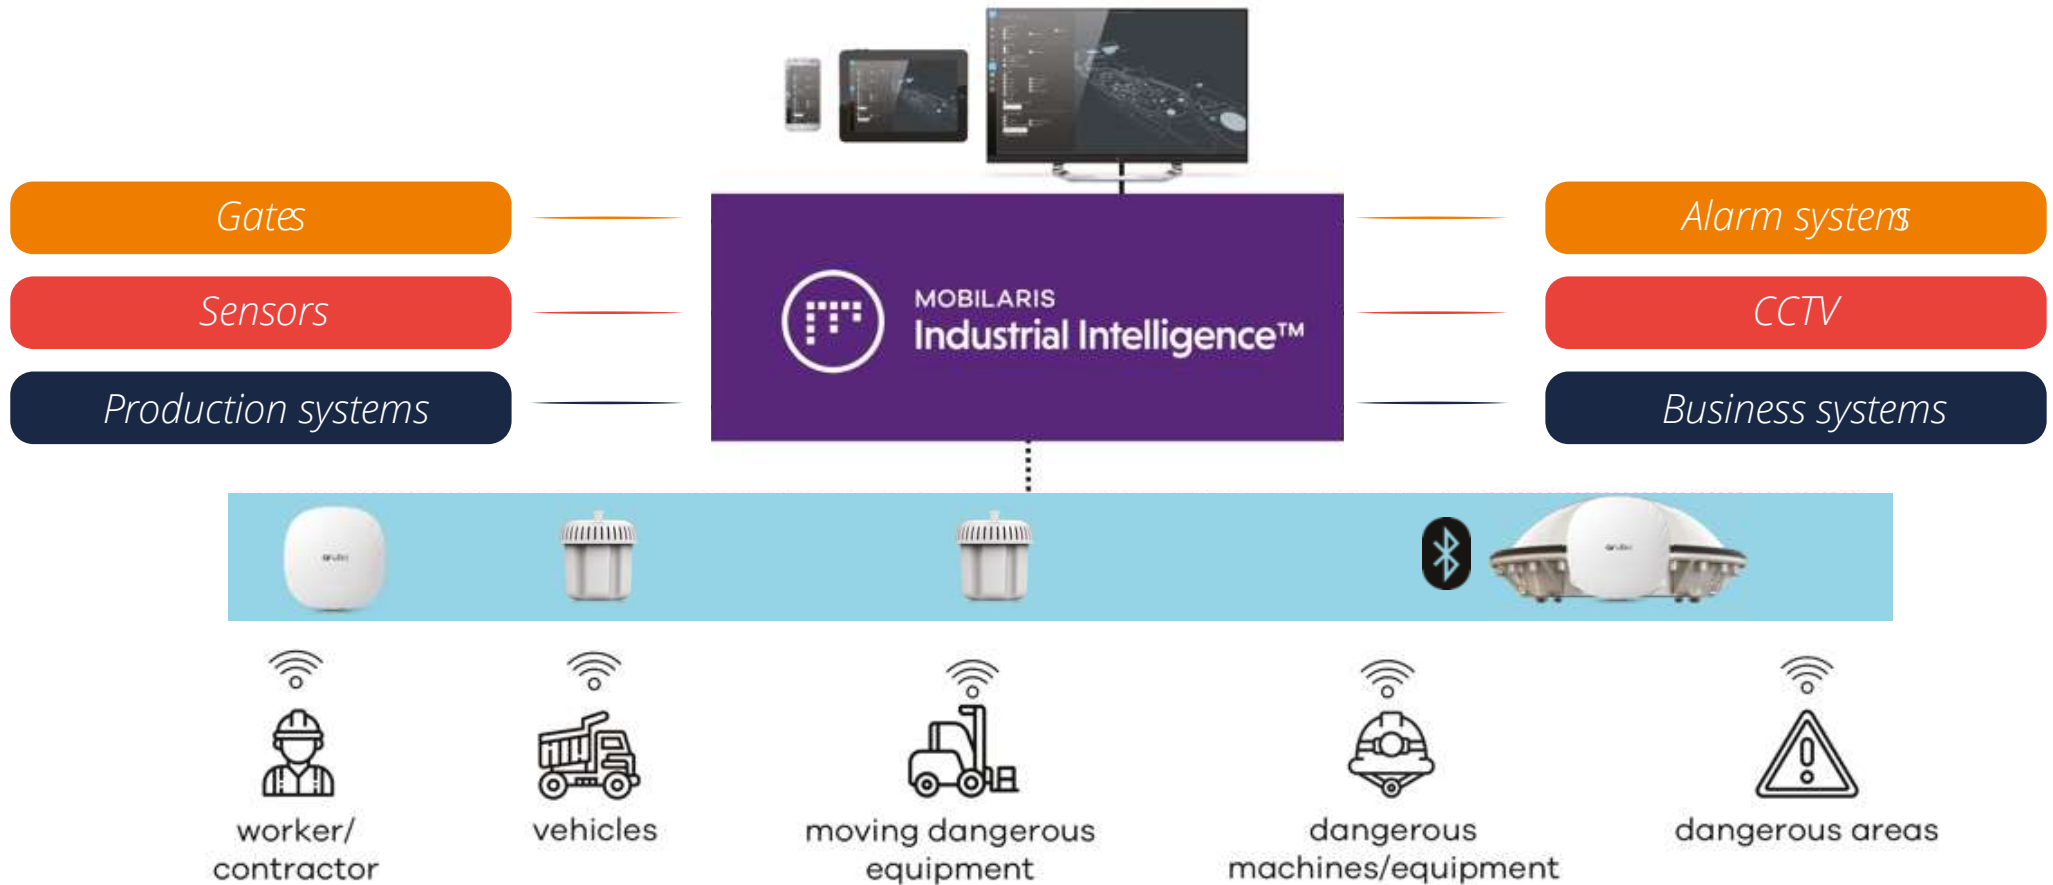 Gates
Alarm systems
MOBILARIS
Industrial Intelligence™
Sensors
CCTV
Production systems
Business systems
worker/
contractor
vehicles
moving dangerous
equipment
dangerous
machines/equipment
dangerous areas